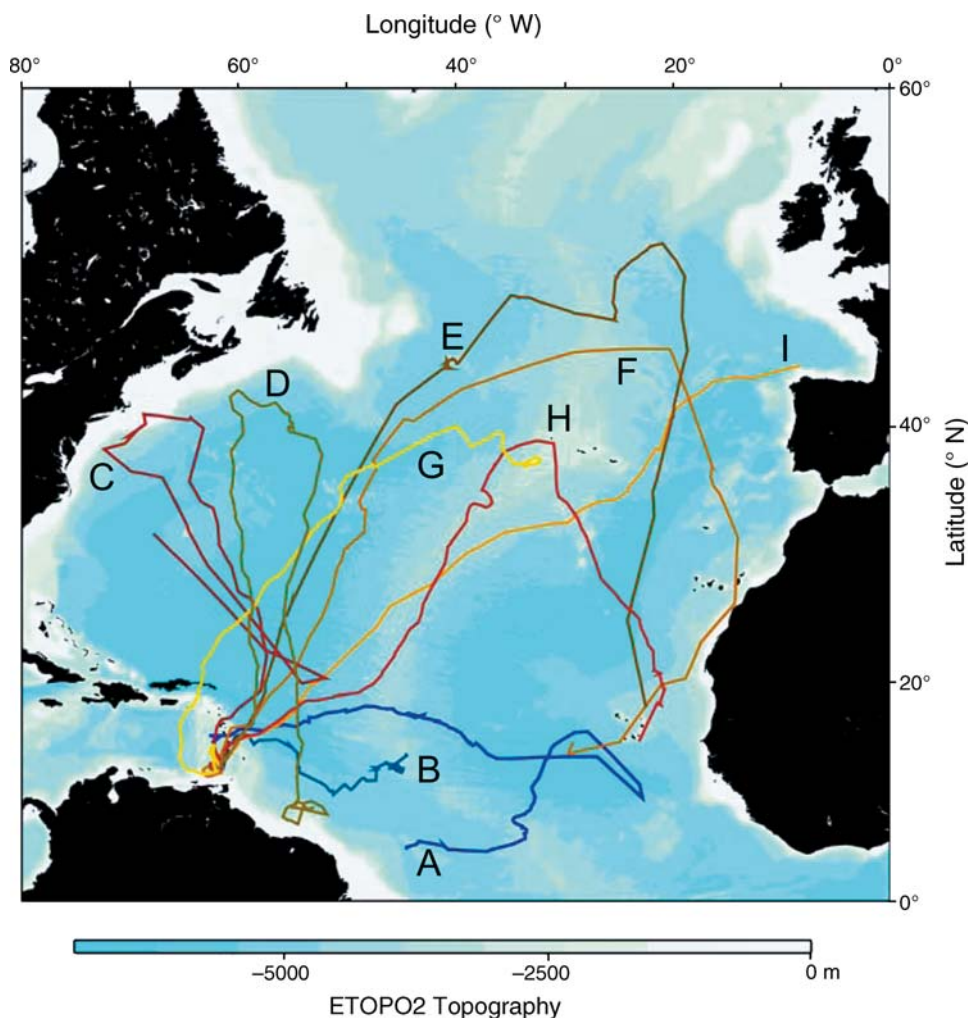 Longitude (° W)
80° 60° 40° 20° 0°
60°
E
I
D
F
H
40°
C
G
Latitude (° N)
20°
B
A
0°
−5000 −2500 0 m
ETOPO2 Topography